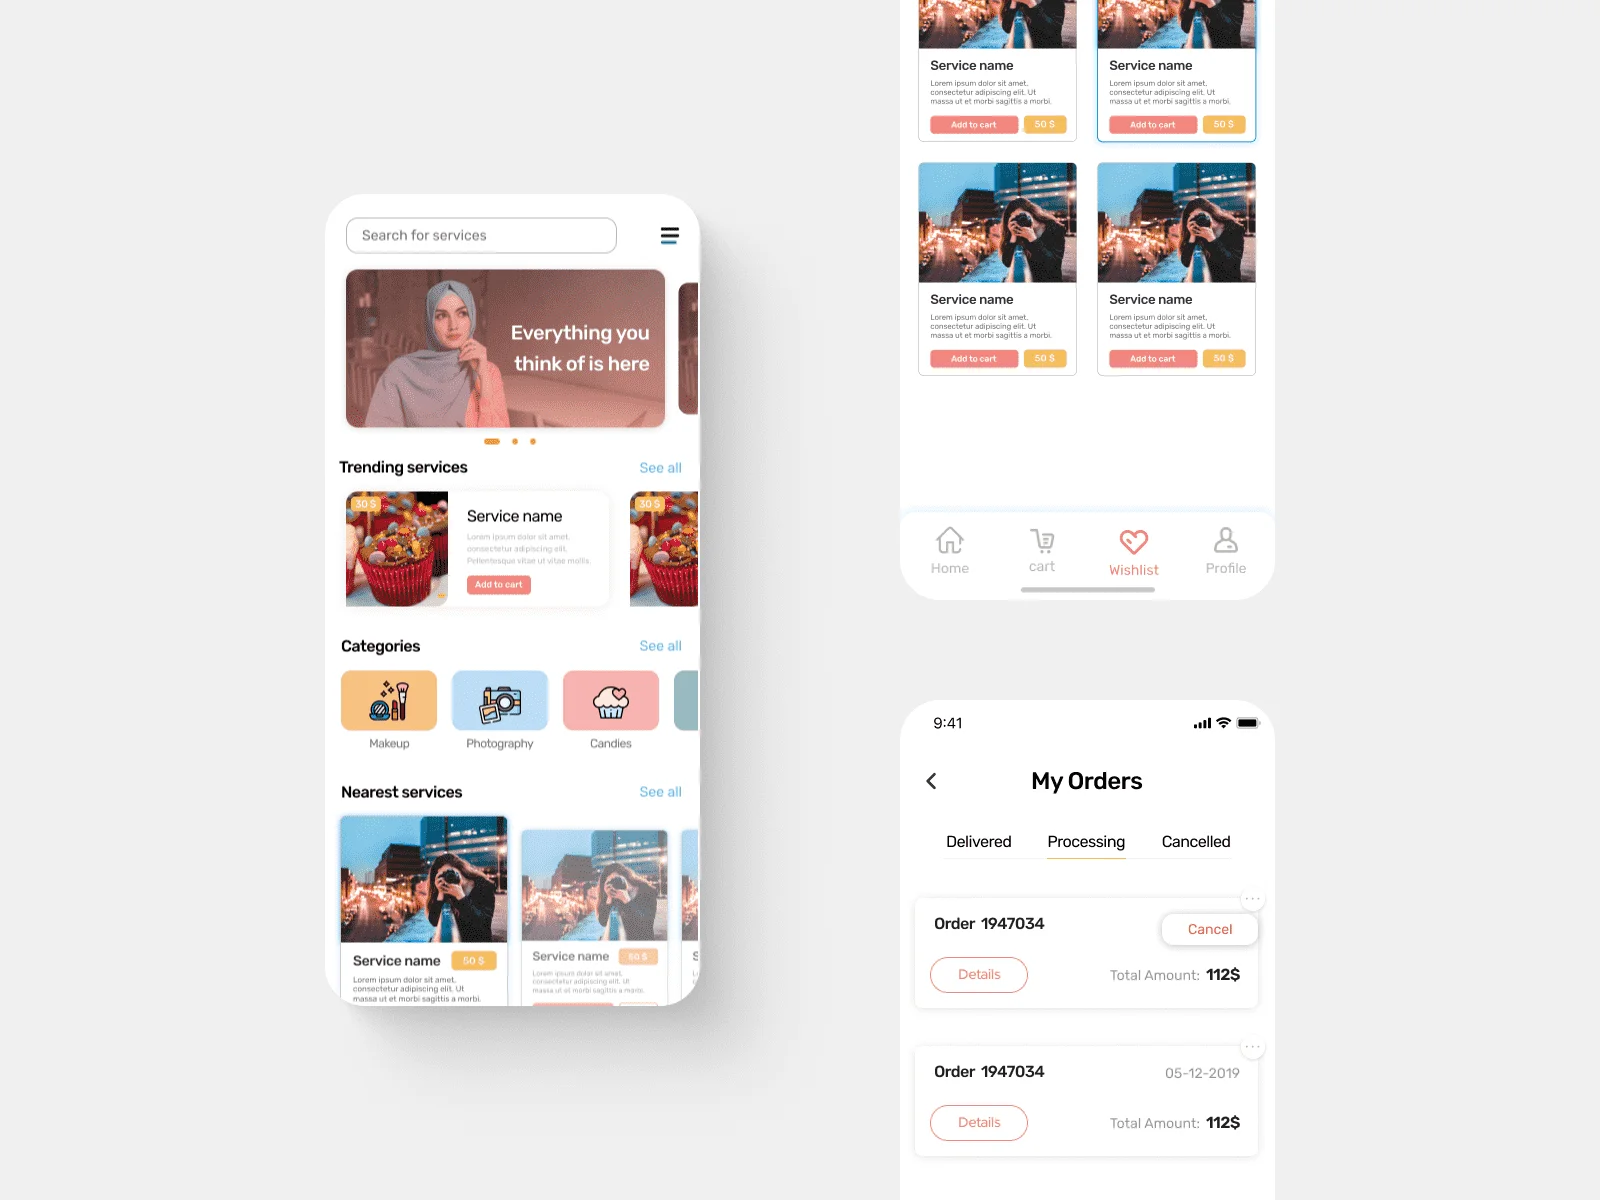 Search for services
Everything you
think of is here
Trending services
See all
30 $
Service name
Lorem ipsum dolor sit amet,
consectetur adipiscing elit.
Pellentesque vitae ut vitae mollis.
Add to cart
30 $
Categories
See all
Makeup
Photography
Candies
Nearest services
See all
Service name
50 $
Lorem ipsum dolor sit amet,
consectetur adipiscing elit. Ut
massa ut et morbi sagittis a morbi.
Service name
50 $
Lorem ipsum dolor sit amet,
consectetur adipiscing elit. Ut
massa ut et morbi sagittis a morbi.
S
Service name
Lorem ipsum dolor sit amet,
consectetur adipiscing elit. Ut
massa ut et morbi sagittis a morbi.
Add to cart
50 $
Service name
Lorem ipsum dolor sit amet,
consectetur adipiscing elit. Ut
massa ut et morbi sagittis a morbi.
Add to cart
50 $
Service name
Lorem ipsum dolor sit amet,
consectetur adipiscing elit. Ut
massa ut et morbi sagittis a morbi.
Add to cart
50 $
Service name
Lorem ipsum dolor sit amet,
consectetur adipiscing elit. Ut
massa ut et morbi sagittis a morbi.
Add to cart
50 $
Home
cart
Wishlist
Profile
9:41
My Orders
Delivered
Processing
Cancelled
Order 1947034
Cancel
Details
Total Amount: 112$
Order 1947034
05-12-2019
Details
Total Amount: 112$